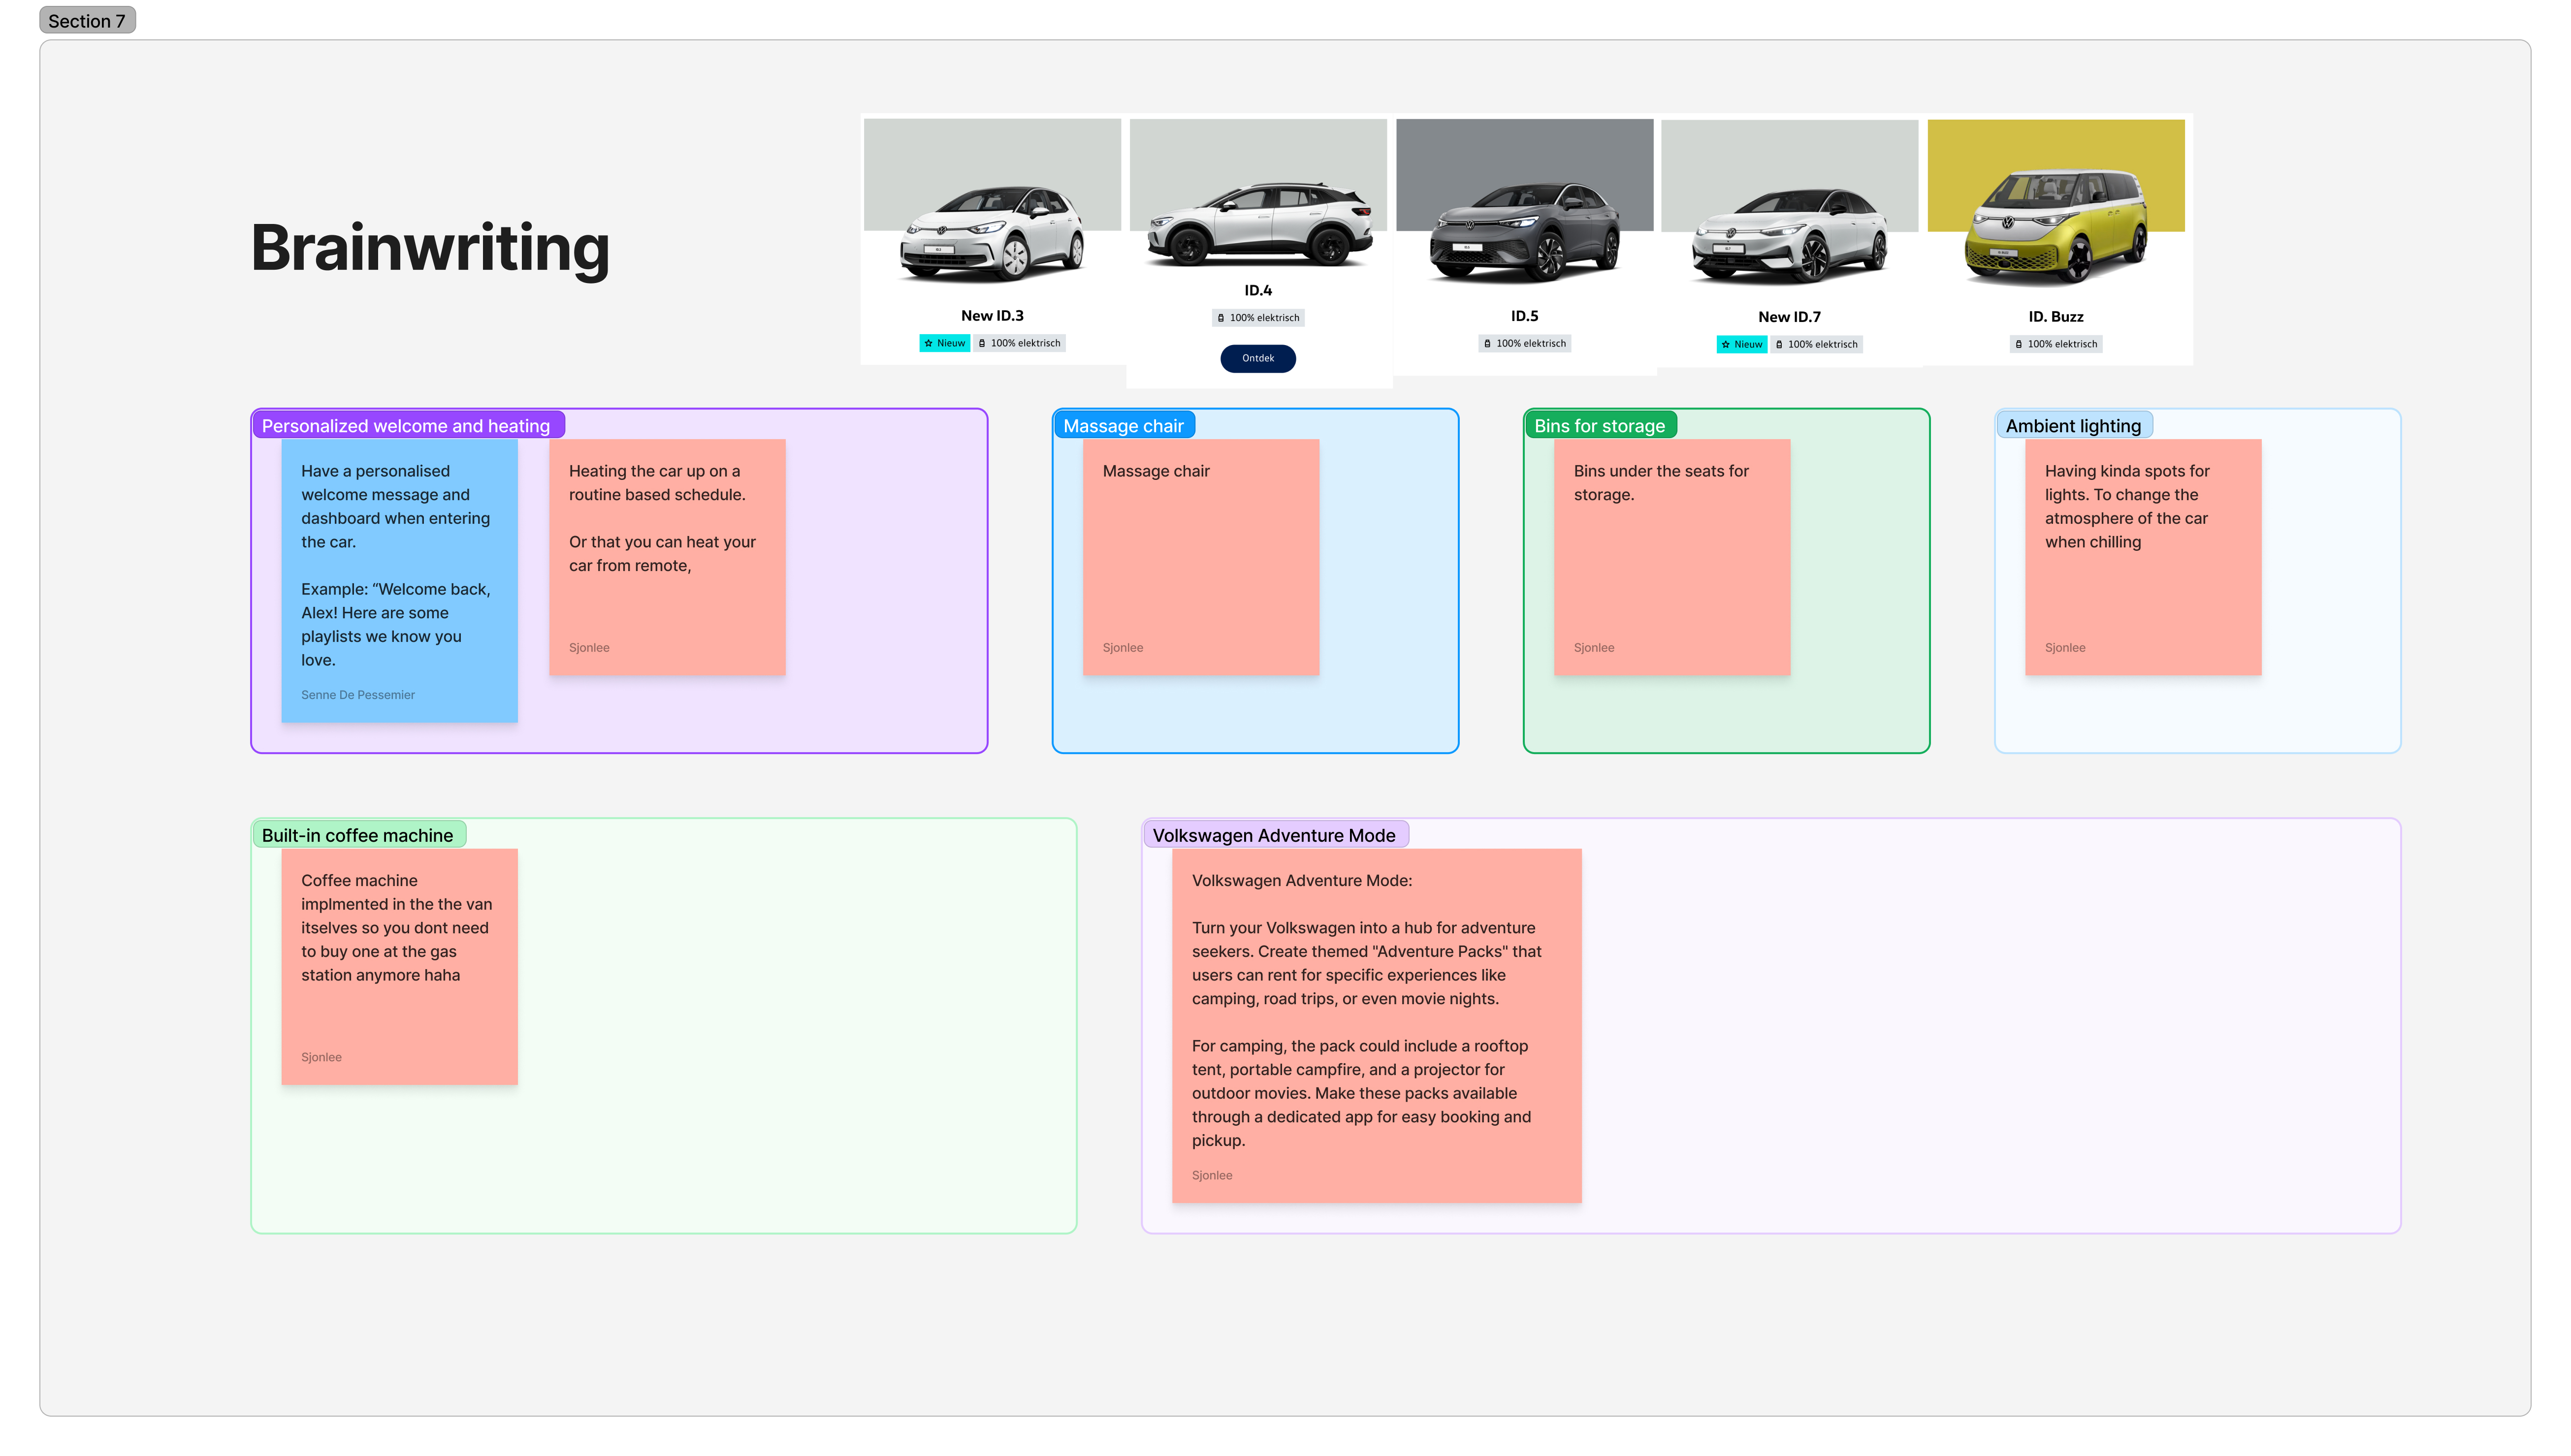 Section 7
Brainwriting
New ID.3
Nieuw
100% elektrisch
ID.4
100% elektrisch
Ontdek
ID.5
100% elektrisch
New ID.7
Nieuw
100% elektrisch
ID. Buzz
100% elektrisch
Personalized welcome and heating
Have a personalised
welcome message and
dashboard when entering
the car.
Example: “Welcome back,
Alex! Here are some
playlists we know you
love.
Senne De Pessemier
Heating the car up on a
routine based schedule.
Or that you can heat your
car from remote,
Sjonlee
Massage chair
Massage chair
Sjonlee
Bins for storage
Bins under the seats for
storage.
Sjonlee
Ambient lighting
Having kinda spots for
lights. To change the
atmosphere of the car
when chilling
Sjonlee
Built-in coffee machine
Coffee machine
implmented in the the van
itselves so you dont need
to buy one at the gas
station anymore haha
Sjonlee
Volkswagen Adventure Mode
Volkswagen Adventure Mode:
Turn your Volkswagen into a hub for adventure
seekers. Create themed "Adventure Packs" that
users can rent for specific experiences like
camping, road trips, or even movie nights.
For camping, the pack could include a rooftop
tent, portable campfire, and a projector for
outdoor movies. Make these packs available
through a dedicated app for easy booking and
pickup.
Sjonlee